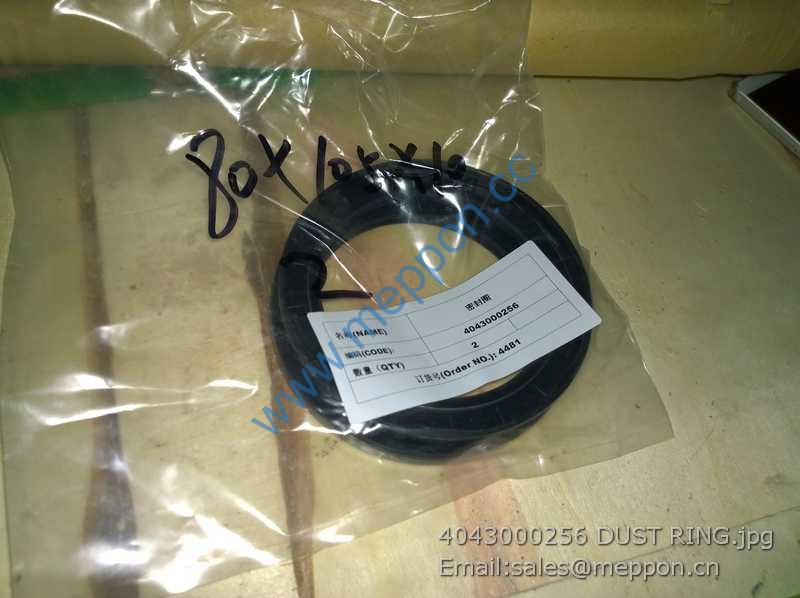 80X105X10
2
名称(NAME) 密封圈
编码(CODE): 4043000256
数量(QTY) 2
订货号(Order NO.): 4481
www.meppon.cc
4043000256 DUST RING.jpg
Email:sales@meppon.cn